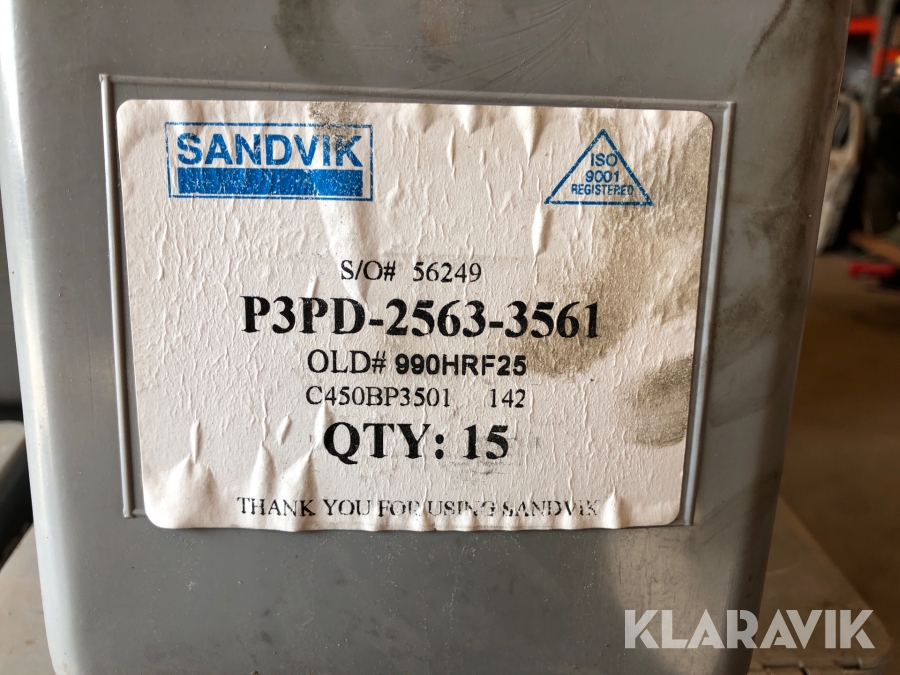 SANDVIK
ISO
9001
REGISTERED
S/O# 56249
P3PD-2563-3561
OLD# 990HRF25
C450BP3501 142
QTY: 15
THANK YOU FOR USING SANDVIK
KLARAVIK